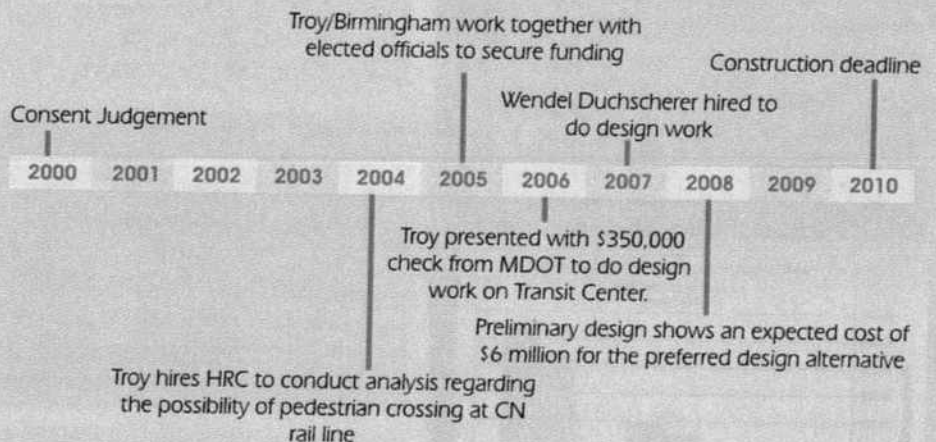 Troy/Birmingham work together with
elected officials to secure funding
Construction deadline
Wendel Duchscherer hired to
do design work
Consent Judgement
2000 2001 2002 2003 2004 2005 2006 2007 2008 2009 2010
Troy presented with $350,000
check from MDOT to do design
work on Transit Center.
Preliminary design shows an expected cost of
$6 million for the preferred design alternative
Troy hires HRC to conduct analysis regarding
the possibility of pedestrian crossing at CN
rail line